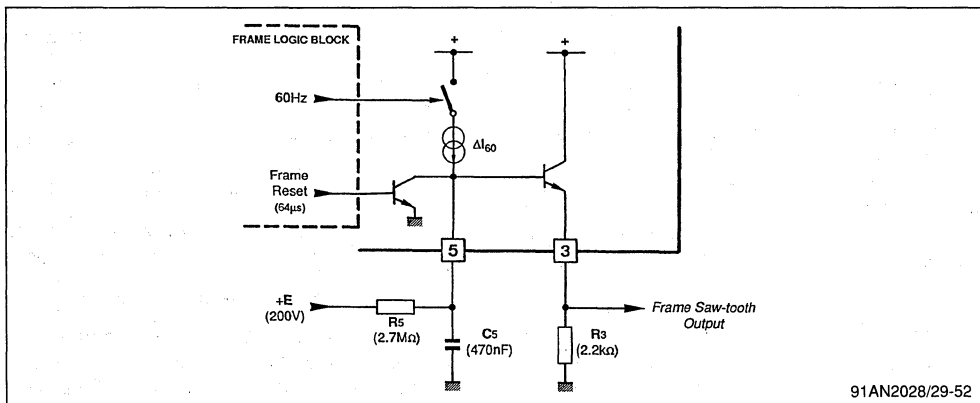 FRAME LOGIC BLOCK
+
+
60Hz
ΔI60
Frame
Reset
(64µs)
5
3
+E
(200V)
R5
(2.7MΩ)
C5
(470nF)
Frame Saw-tooth
Output
R3
(2.2kΩ)
91AN2028/29-52